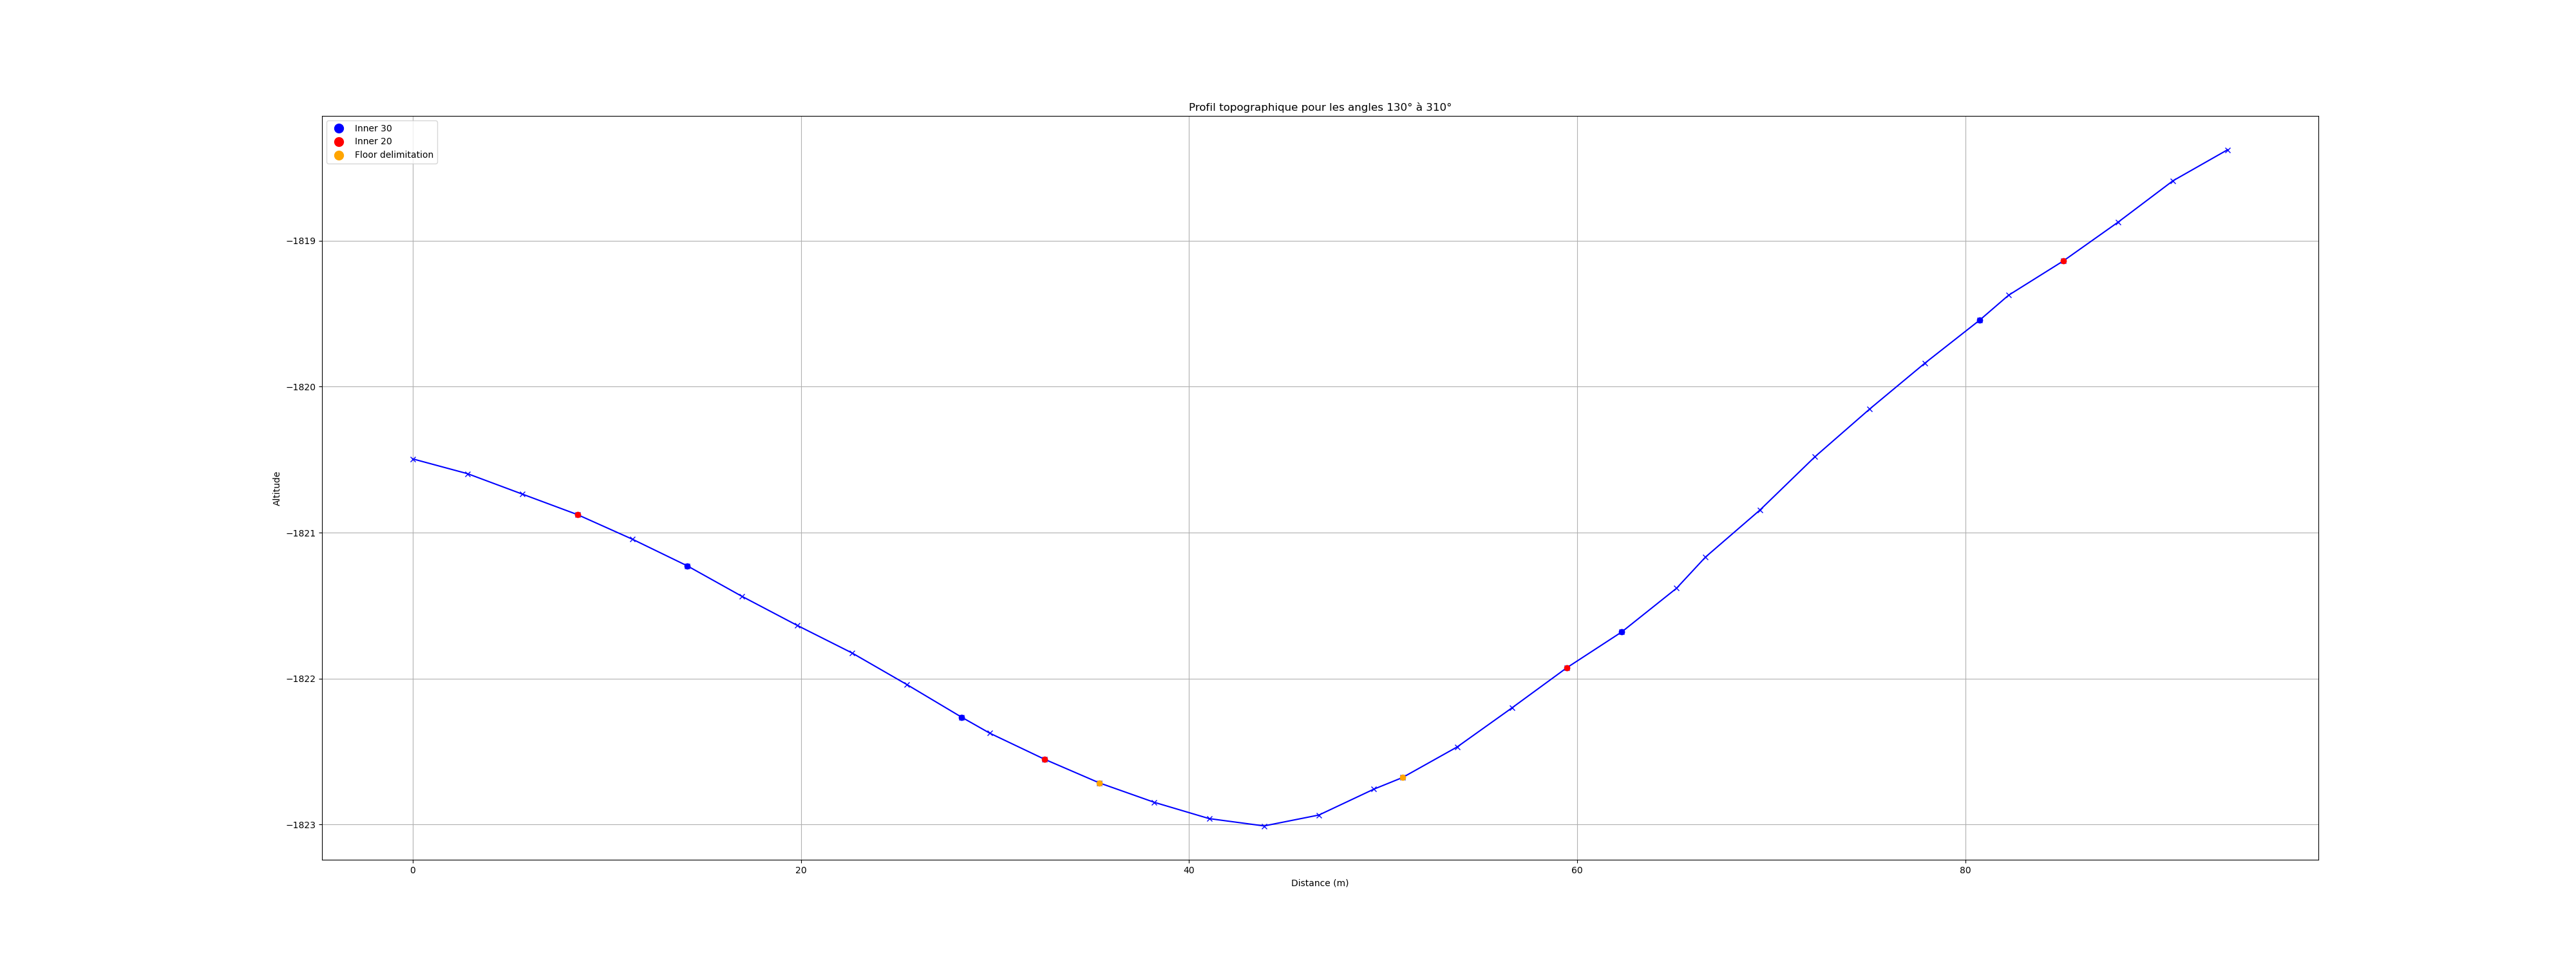 Profil topographique pour les angles 130° à 310°
Inner 30
Inner 20
Floor delimitation
Altitude
−1819
−1820
−1821
−1822
−1823
0 20 40 60 80
Distance (m)